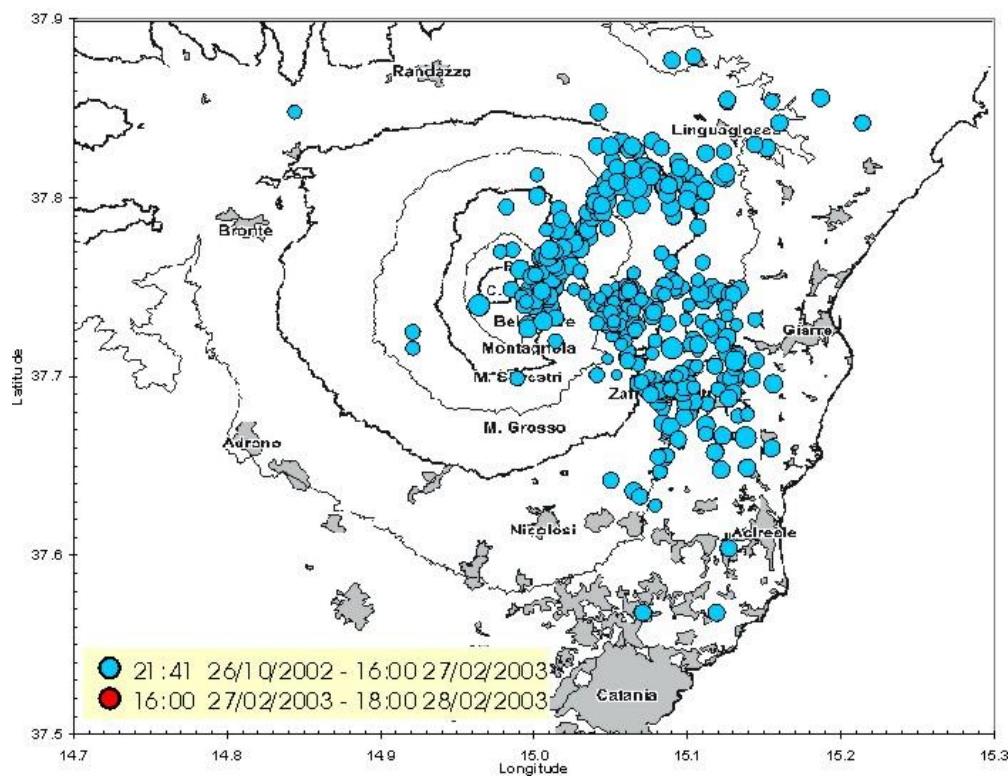 37.9
Randazzo
Linguaglossa
37.8
Bronte
Giarre
Montagnola
37.7
M. Grosso
Adrano
Latitude
Nicolosi
Acireale
37.6
21:41 26/10/2002 - 16:00 27/02/2003
16:00 27/02/2003 - 18:00 28/02/2003
Catania
37.5
14.7 14.8 14.9 15.0 15.1 15.2 15.3
Longitude